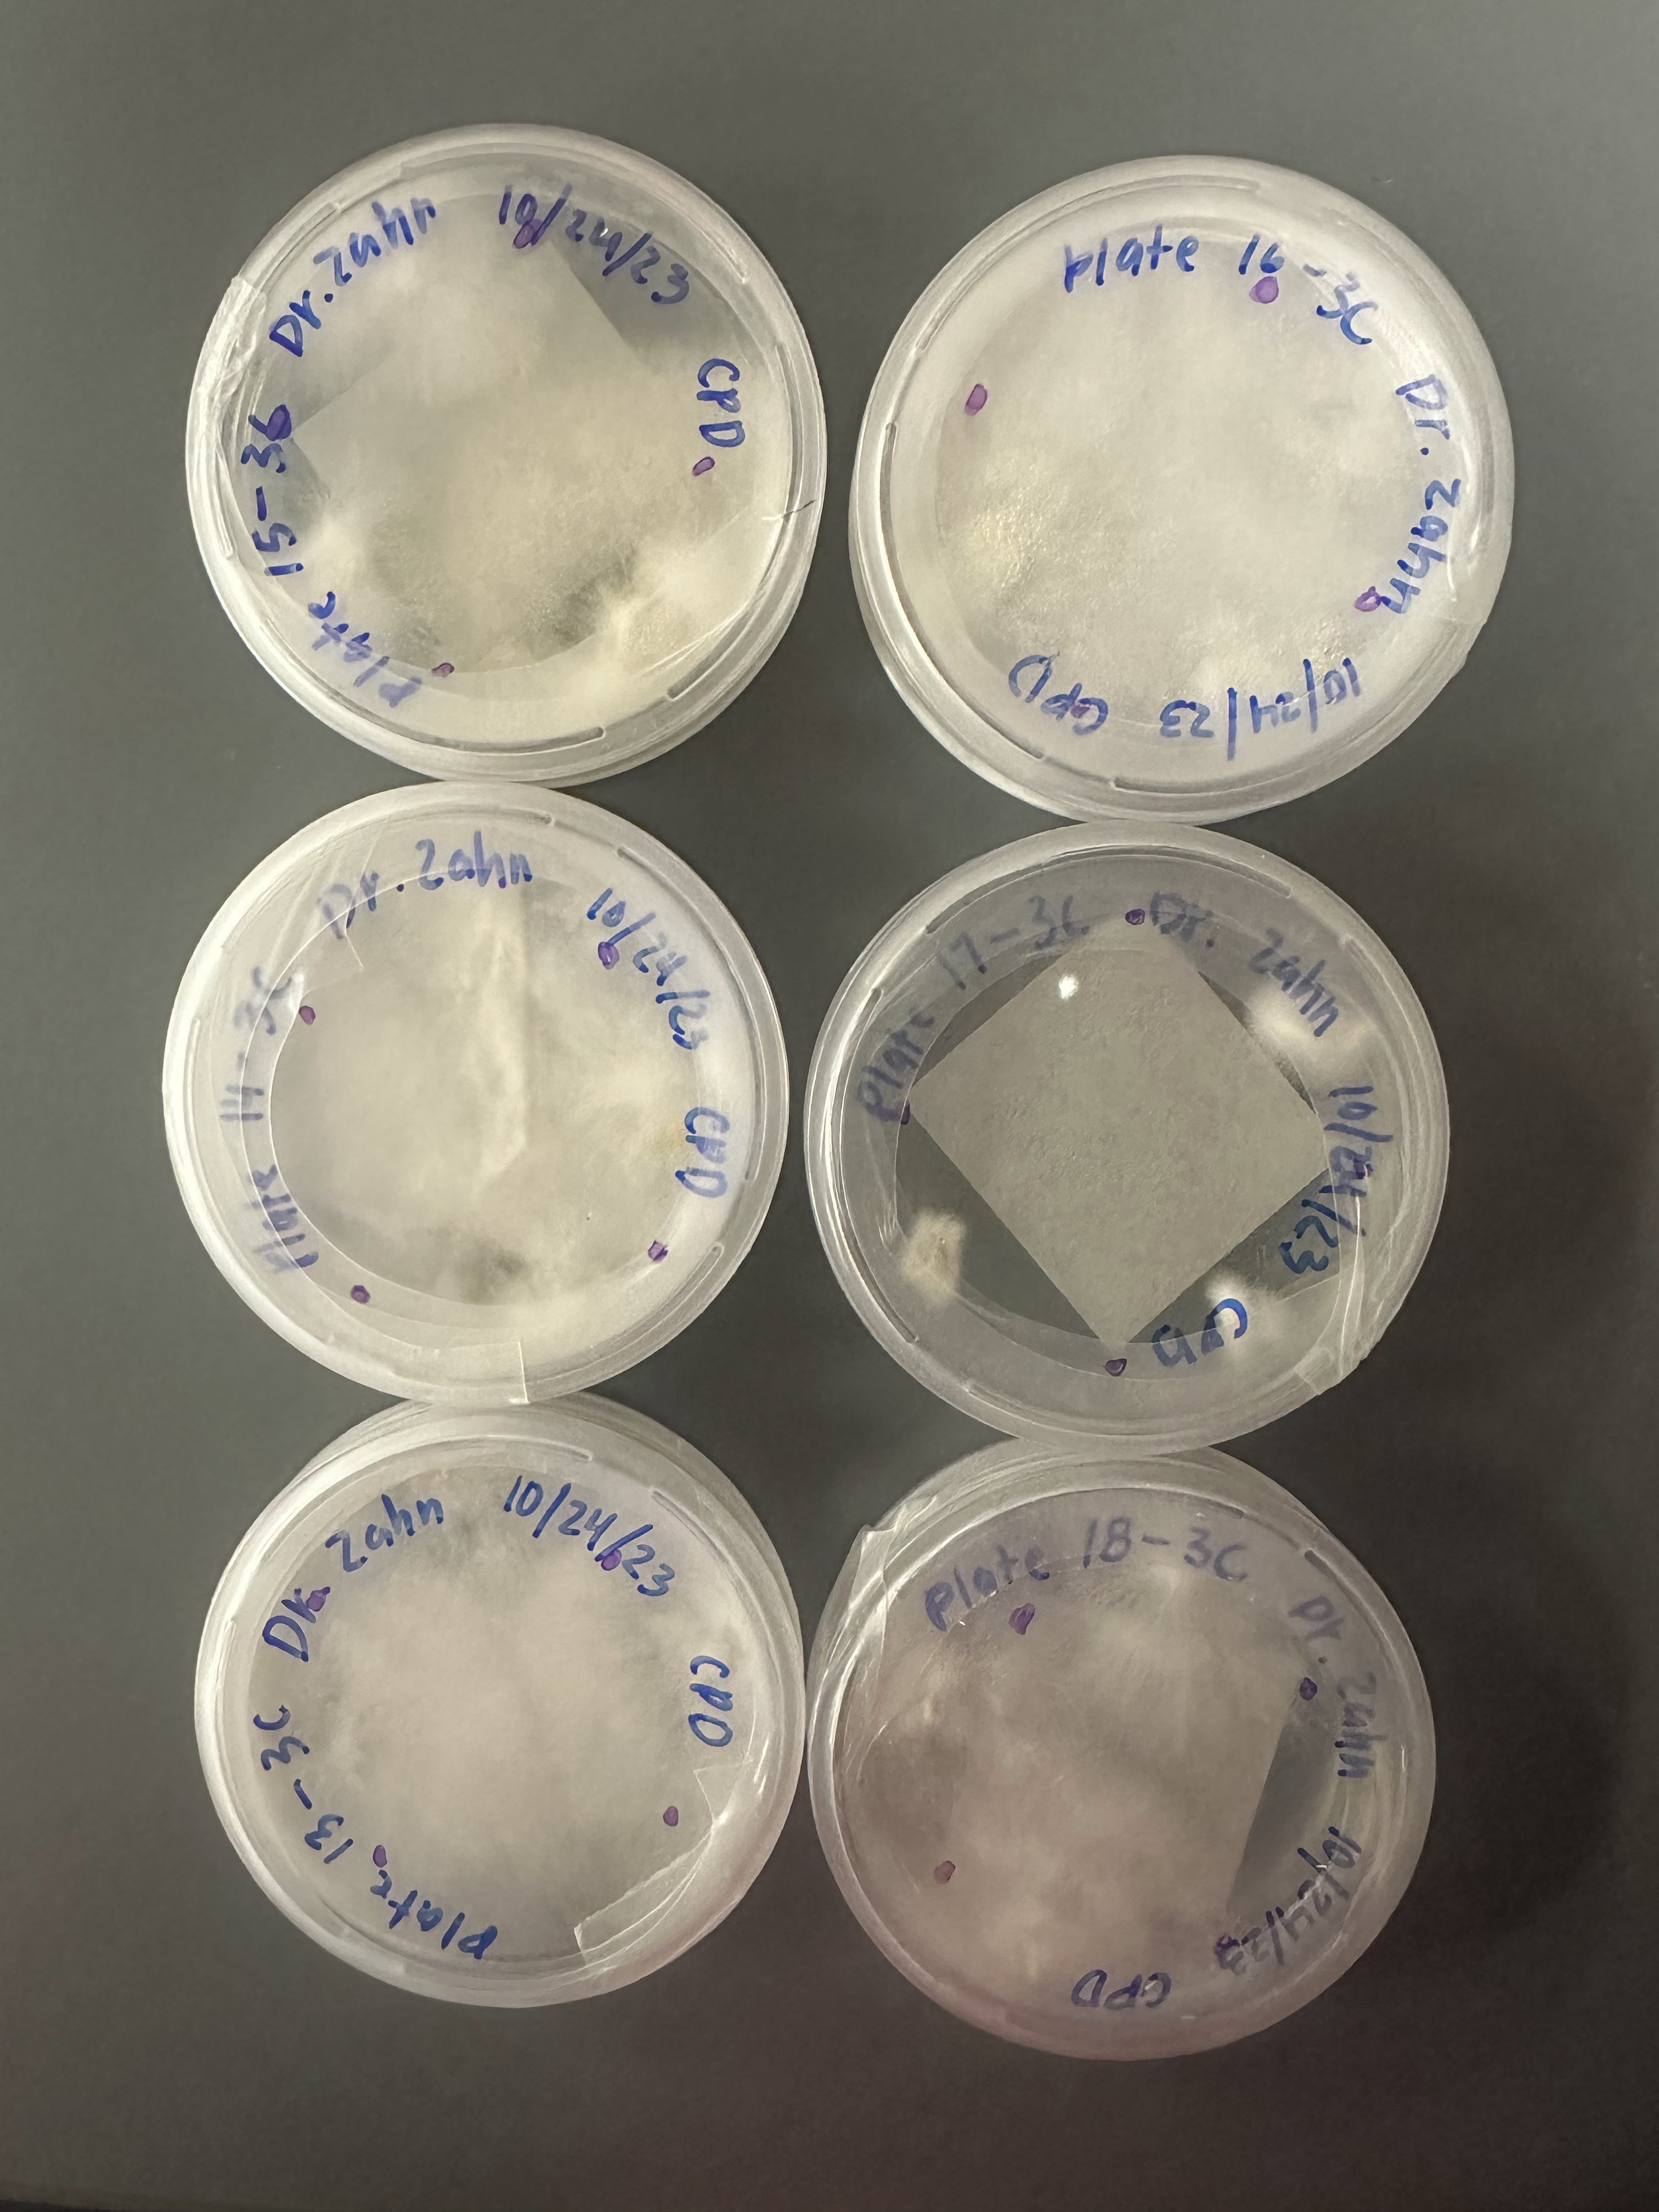 Plate 15-3C Dr. Zahn 10/24/23 CPD
Plate 16-3C Dr. Zahn 10/24/23 CPD
Plate 14-3C Dr. Zahn 10/24/23 CPD
Plate 17-3C Dr. Zahn 10/24/23 CPD
Plate 13-3C Dr. Zahn 10/24/23 CPD
Plate 18-3C Dr. Zahn 10/24/23 CPD